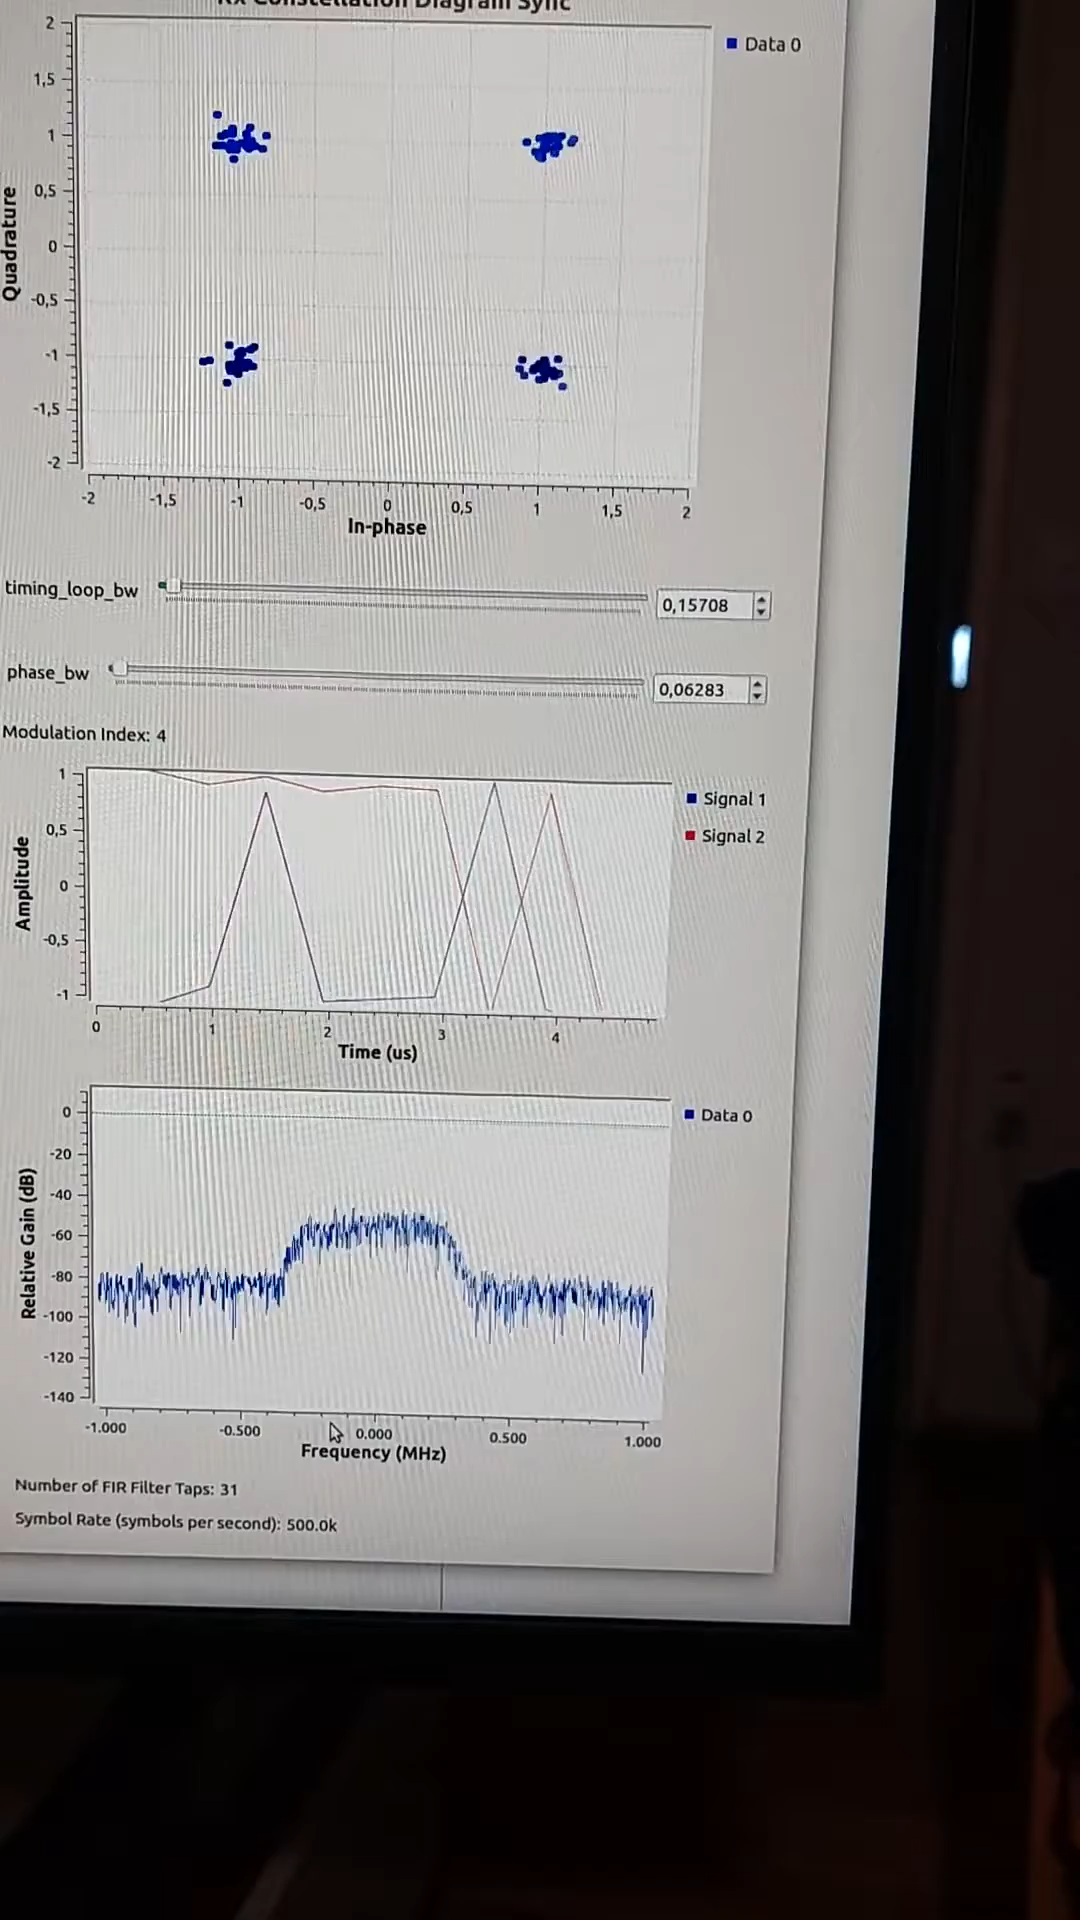 Rx Constellation Diagram Sync
Data 0
2
1,5
1
0,5
0
-0,5
-1
-1,5
-2
Quadrature
-2 -1,5 -1 -0,5 0 0,5 1 1,5 2
In-phase
timing_loop_bw 0,15708
phase_bw 0,06283
Modulation Index: 4
1
0,5
0
-0,5
-1
Amplitude
Signal 1
Signal 2
0 1 2 3 4
Time (us)
0
-20
-40
-60
-80
-100
-120
-140
Relative Gain (dB)
Data 0
-1.000 -0.500 0.000 0.500 1.000
Frequency (MHz)
Number of FIR Filter Taps: 31
Symbol Rate (symbols per second): 500.0k